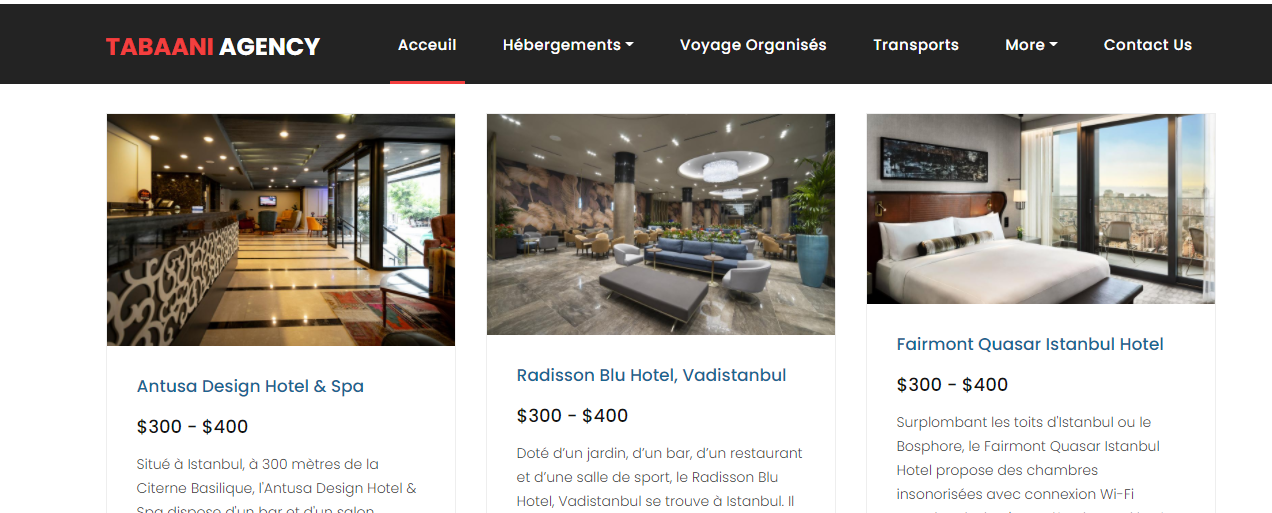 TABAANI AGENCY
Acceuil
Hébergements
Voyage Organisés
Transports
More
Contact Us
Antusa Design Hotel & Spa
$300 - $400
Situé à Istanbul, à 300 mètres de la
Citerne Basilique, l'Antusa Design Hotel &
Spa dispose d'un bar et d'un salon
Radisson Blu Hotel, Vadistanbul
$300 - $400
Doté d’un jardin, d’un bar, d’un restaurant
et d’une salle de sport, le Radisson Blu
Hotel, Vadistanbul se trouve à Istanbul. Il
Fairmont Quasar Istanbul Hotel
$300 - $400
Surplombant les toits d'Istanbul ou le
Bosphore, le Fairmont Quasar Istanbul
Hotel propose des chambres
insonorisées avec connexion Wi-Fi